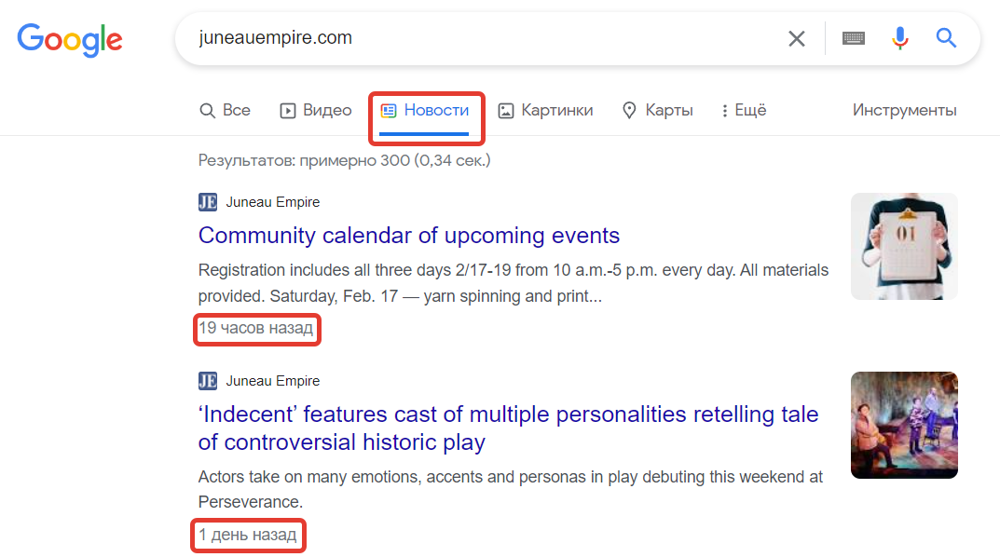 Google
juneauempire.com
Все Видео Новости Картинки Карты Ещё Инструменты
Результатов: примерно 300 (0,34 сек.)
JE Juneau Empire
Community calendar of upcoming events
Registration includes all three days 2/17-19 from 10 a.m.-5 p.m. every day. All materials
provided. Saturday, Feb. 17 — yarn spinning and print...
19 часов назад
01
JE Juneau Empire
‘Indecent’ features cast of multiple personalities retelling tale
of controversial historic play
Actors take on many emotions, accents and personas in play debuting this weekend at
Perseverance.
1 день назад